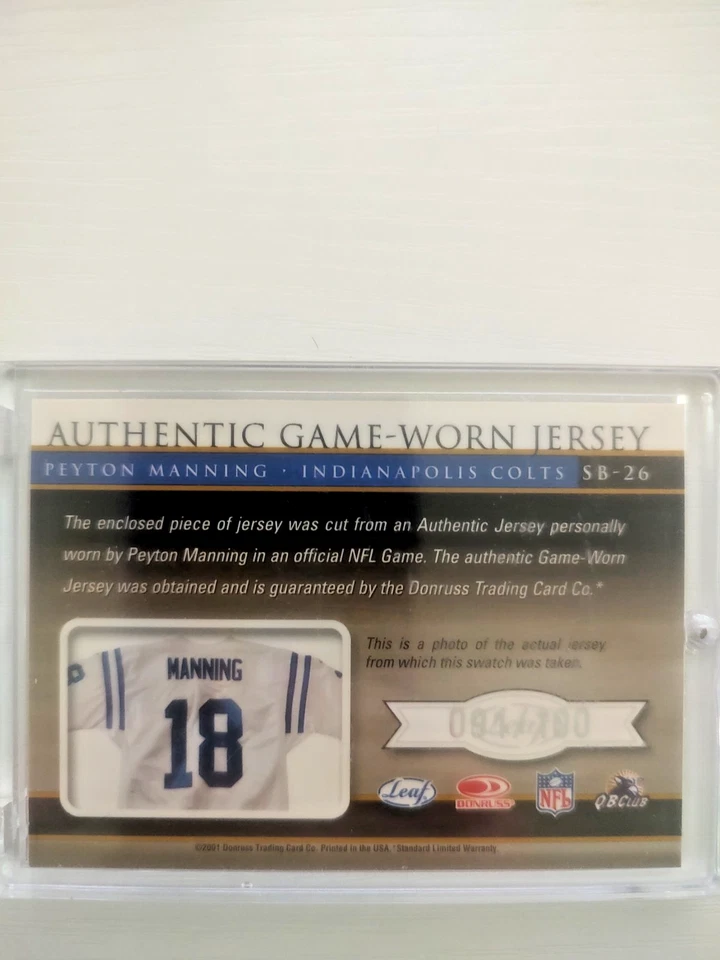 AUTHENTIC GAME-WORN JERSEY
PEYTON MANNING · INDIANAPOLIS COLTS SB-26
The enclosed piece of jersey was cut from an Authentic Jersey personally
worn by Peyton Manning in an official NFL Game. The authentic Game-Worn
Jersey was obtained and is guaranteed by the Donruss Trading Card Co.*
This is a photo of the actual jersey
from which this swatch was taken.
MANNING
18
Leaf
DONRUSS
NFL
QBClub
©2001 Donruss Trading Card Co. Printed in the USA. *Standard Limited Warranty.